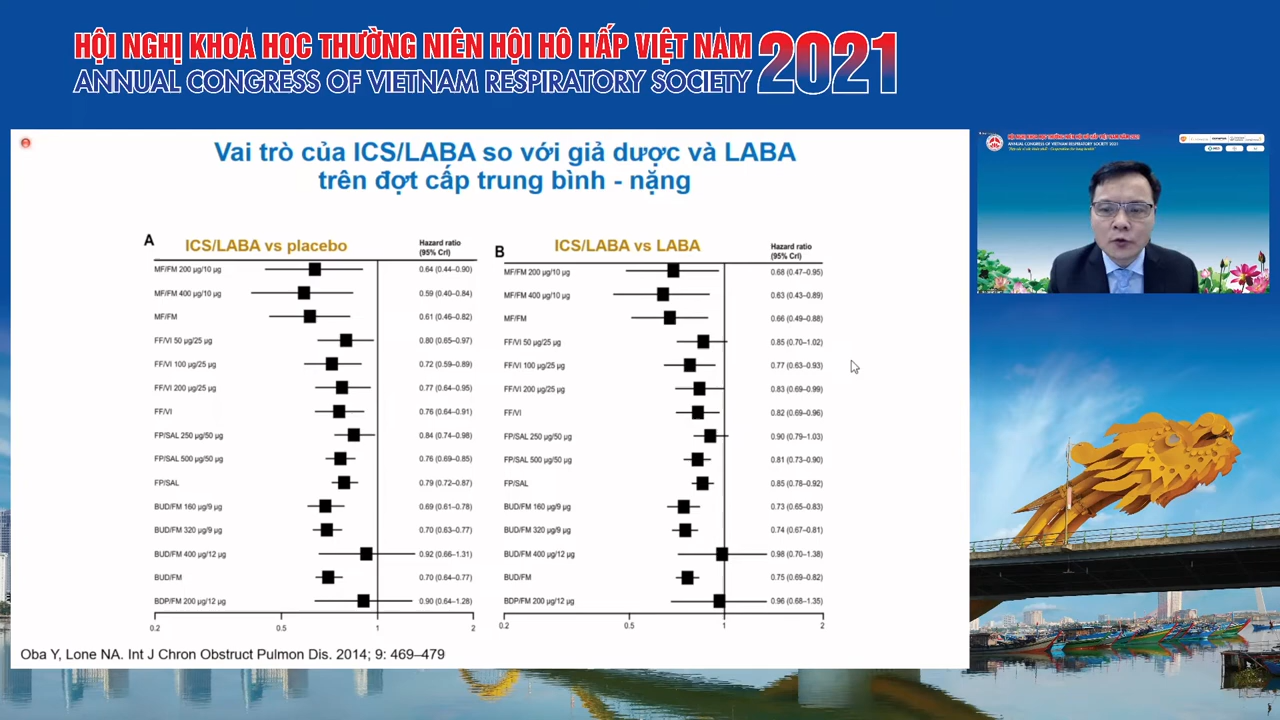 HỘI NGHỊ KHOA HỌC THƯỜNG NIÊN HỘI HÔ HẤP VIỆT NAM 2021
ANNUAL CONGRESS OF VIETNAM RESPIRATORY SOCIETY
HỘI NGHỊ KHOA HỌC THƯỜNG NIÊN HỘI HÔ HẤP VIỆT NAM NĂM 2021
ANNUAL CONGRESS OF VIETNAM RESPIRATORY SOCIETY 2021
Vai trò của ICS/LABA so với giả dược và LABA
trên đợt cấp trung bình - nặng
A ICS/LABA vs placebo Hazard ratio
(95% CrI)
MF/FM 200 µg/10 µg 0.64 (0.44–0.90)
MF/FM 400 µg/10 µg 0.59 (0.40–0.84)
MF/FM 0.61 (0.46–0.82)
FF/VI 50 µg/25 µg 0.80 (0.65–0.97)
FF/VI 100 µg/25 µg 0.72 (0.59–0.89)
FF/VI 200 µg/25 µg 0.77 (0.64–0.95)
FF/VI 0.76 (0.64–0.91)
FP/SAL 250 µg/50 µg 0.84 (0.74–0.98)
FP/SAL 500 µg/50 µg 0.76 (0.69–0.85)
FP/SAL 0.79 (0.72–0.87)
BUD/FM 160 µg/9 µg 0.69 (0.61–0.78)
BUD/FM 320 µg/9 µg 0.70 (0.63–0.77)
BUD/FM 400 µg/12 µg 0.92 (0.66–1.31)
BUD/FM 0.70 (0.64–0.77)
BDP/FM 200 µg/12 µg 0.90 (0.64–1.28)
0.2 0.5 1 2
B ICS/LABA vs LABA Hazard ratio
(95% CrI)
MF/FM 200 µg/10 µg 0.68 (0.47–0.95)
MF/FM 400 µg/10 µg 0.63 (0.43–0.89)
MF/FM 0.66 (0.49–0.88)
FF/VI 50 µg/25 µg 0.85 (0.70–1.02)
FF/VI 100 µg/25 µg 0.77 (0.63–0.93)
FF/VI 200 µg/25 µg 0.83 (0.69–0.99)
FF/VI 0.82 (0.69–0.96)
FP/SAL 250 µg/50 µg 0.90 (0.79–1.03)
FP/SAL 500 µg/50 µg 0.81 (0.73–0.90)
FP/SAL 0.85 (0.78–0.92)
BUD/FM 160 µg/9 µg 0.73 (0.65–0.83)
BUD/FM 320 µg/9 µg 0.74 (0.67–0.81)
BUD/FM 400 µg/12 µg 0.98 (0.70–1.38)
BUD/FM 0.75 (0.69–0.82)
BDP/FM 200 µg/12 µg 0.96 (0.68–1.35)
0.2 0.5 1 2
Oba Y, Lone NA. Int J Chron Obstruct Pulmon Dis. 2014; 9: 469–479